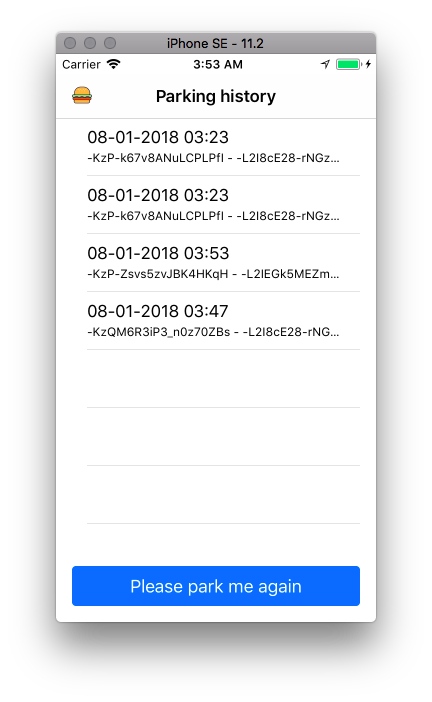 iPhone SE - 11.2
Carrier 3:53 AM
Parking history
08-01-2018 03:23
-KzP-k67v8ANuLCPLPfI - -L2I8cE28-rNGz...
08-01-2018 03:23
-KzP-k67v8ANuLCPLPfI - -L2I8cE28-rNGz...
08-01-2018 03:53
-KzP-Zsvs5zvJBK4HKqH - -L2IEGk5MEZm...
08-01-2018 03:47
-KzQM6R3iP3_n0z70ZBs - -L2I8cE28-rNG...
Please park me again